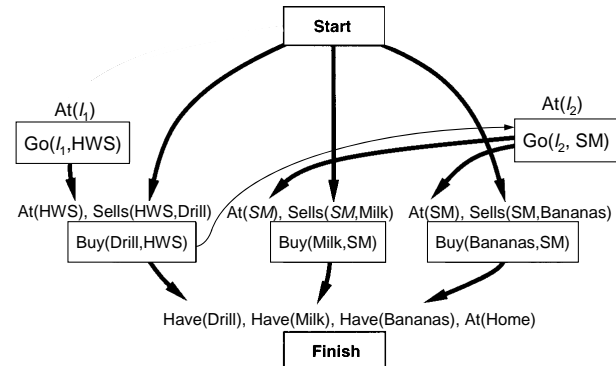 Start
At(l₁)
Go(l₁,HWS)
At(l₂)
Go(l₂, SM)
At(HWS), Sells(HWS,Drill)
Buy(Drill,HWS)
At(SM), Sells(SM,Milk)
Buy(Milk,SM)
At(SM), Sells(SM,Bananas)
Buy(Bananas,SM)
Have(Drill), Have(Milk), Have(Bananas), At(Home)
Finish